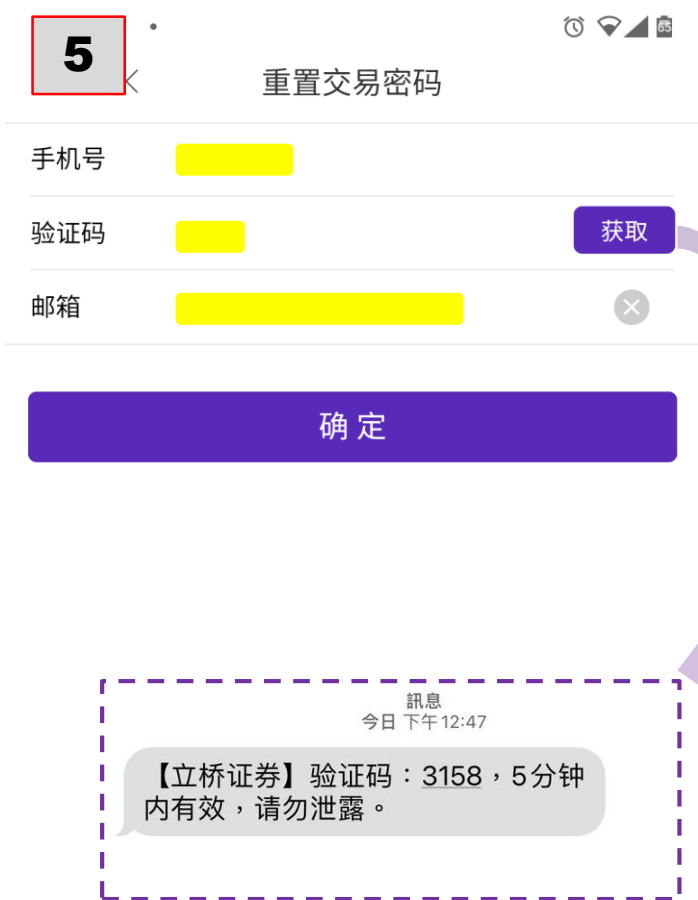 5
65
重置交易密码
手机号
验证码
获取
邮箱
确定
訊息
今日 下午12:47
【立桥证券】验证码：3158，5分钟
内有效，请勿泄露。